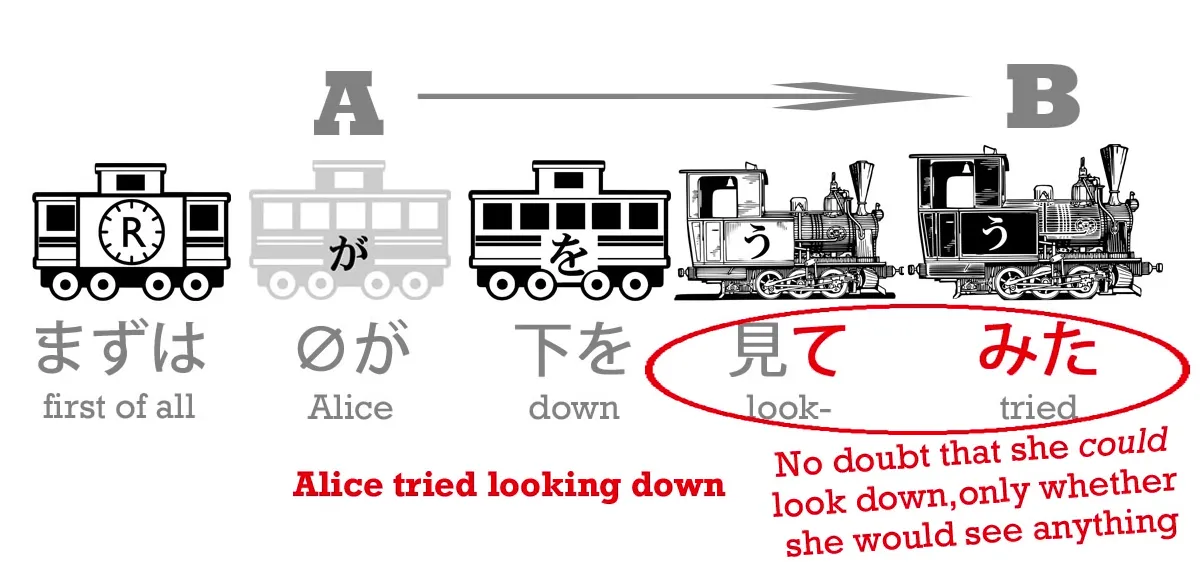 A B
R が を う う
まずは ∅が 下を 見て みた
first of all Alice down look- tried
Alice tried looking down
No doubt that she could
look down,only whether
she would see anything